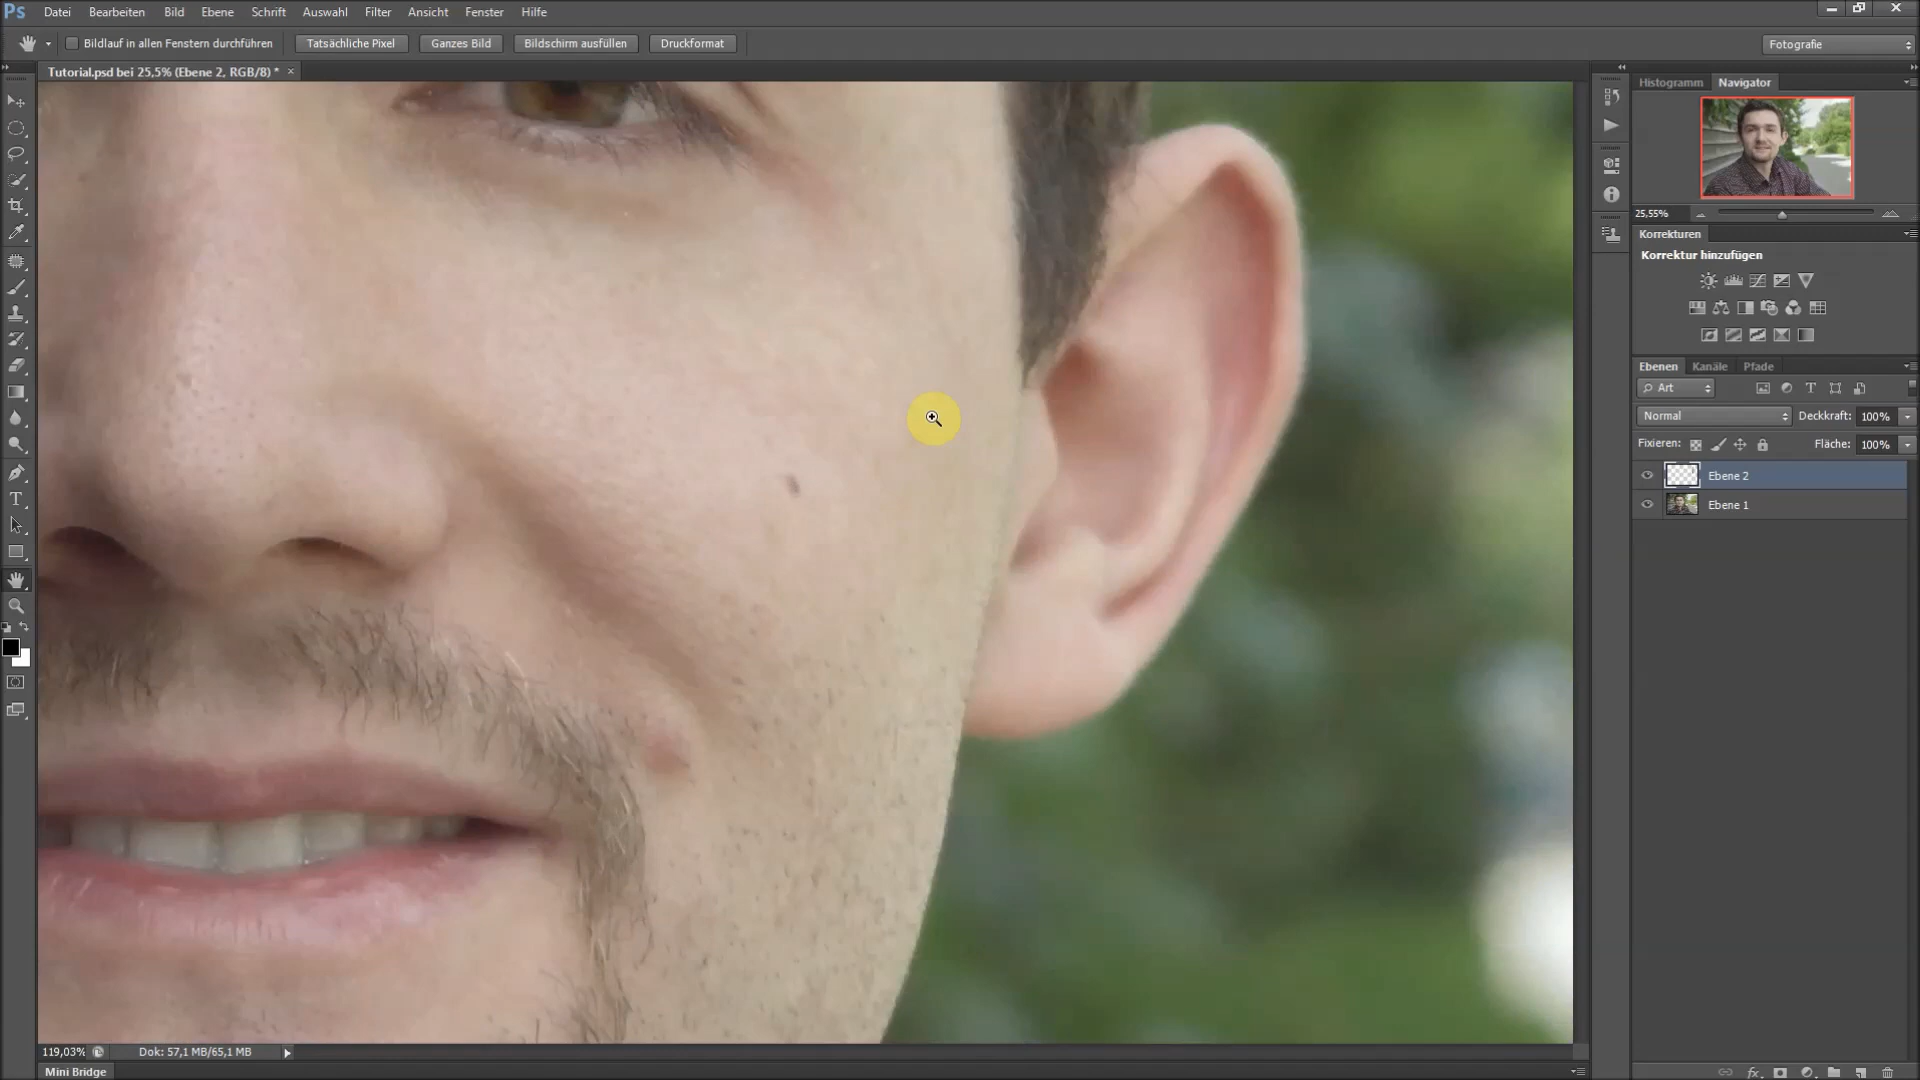 Ps Datei Bearbeiten Bild Ebene Schrift Auswahl Filter Ansicht Fenster Hilfe
Bildlauf in allen Fenstern durchführen Tatsächliche Pixel Ganzes Bild Bildschirm ausfüllen Druckformat Fotografie
Tutorial.psd bei 25,5% (Ebene 2, RGB/8) * ×
Histogramm Navigator
25,55%
Korrekturen
Korrektur hinzufügen
Ebenen Kanäle Pfade
Art T
Normal Deckkraft: 100%
Fixieren: Fläche: 100%
Ebene 2
Ebene 1
T
119,03% Dok: 57,1 MB/65,1 MB
Mini Bridge fx